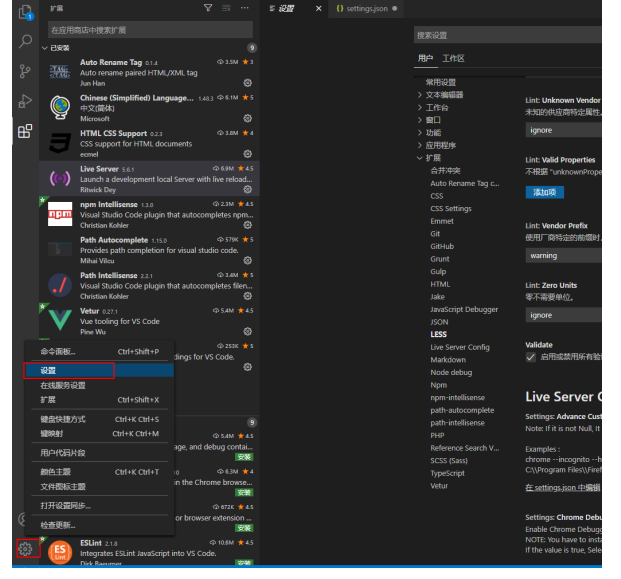 扩展
在应用商店中搜索扩展
已安装
9
Auto Rename Tag 0.1.4 3.5M ★ 3
Auto rename paired HTML/XML tag
Jun Han
Chinese (Simplified) Language... 1.48.3 6.1M ★ 5
中文(简体)
Microsoft
HTML CSS Support 0.2.3 3.8M ★ 4
CSS support for HTML documents
ecmel
Live Server 5.6.1 6.9M ★ 4.5
Launch a development local Server with live reload...
Ritwick Dey
npm Intellisense 1.3.0 2.3M ★ 4.5
Visual Studio Code plugin that autocompletes npm...
Christian Kohler
Path Autocomplete 1.15.0 579K ★ 5
Provides path completion for visual studio code.
Mihai Vilcu
Path Intellisense 2.2.1 3.4M ★ 5
Visual Studio Code plugin that autocompletes filen...
Christian Kohler
Vetur 0.27.1 5.4M ★ 4.5
Vue tooling for VS Code
Pine Wu
253K ★ 5
dings for VS Code.
9
5.4M ★ 4.5
age, and debug contai...
安装
6.3M ★ 4
n the Chrome browse...
安装
672K ★ 4.5
or browser extension ...
安装
ESLint 2.1.8 10.8M ★ 4.5
Integrates ESLint JavaScript into VS Code.
Dirk Baeumer
安装
命令面板... Ctrl+Shift+P
设置
在线服务设置
扩展 Ctrl+Shift+X
键盘快捷方式 Ctrl+K Ctrl+S
键映射 Ctrl+K Ctrl+M
用户代码片段
颜色主题 Ctrl+K Ctrl+T
文件图标主题
打开设置同步...
检查更新...
设置
{} settings.json
搜索设置
用户 工作区
常用设置
文本编辑器
工作台
窗口
功能
应用程序
扩展
合并冲突
Auto Rename Tag c...
CSS
CSS Settings
Emmet
Git
GitHub
Grunt
Gulp
HTML
Jake
JavaScript Debugger
JSON
LESS
Live Server Config
Markdown
Node debug
Npm
npm-intellisense
path-autocomplete
path-intellisense
PHP
Reference Search V...
SCSS (Sass)
TypeScript
Vetur
Lint: Unknown Vendor
未知的供应商特定属性。
ignore
Lint: Valid Properties
不根据 "unknownPrope
添加项
Lint: Vendor Prefix
使用厂商特定的前缀时，
warning
Lint: Zero Units
零不需要单位。
ignore
Validate
启用或禁用所有验
Live Server C
Settings: Advance Cust
Note: If it is not Null, It
Examples :
chrome --incognito --h
C:\\Program Files\\Firef
在 settings.json 中编辑
Settings: Chrome Debu
Enable Chrome Debugg
NOTE: You have to insta
If the value is true, Sele